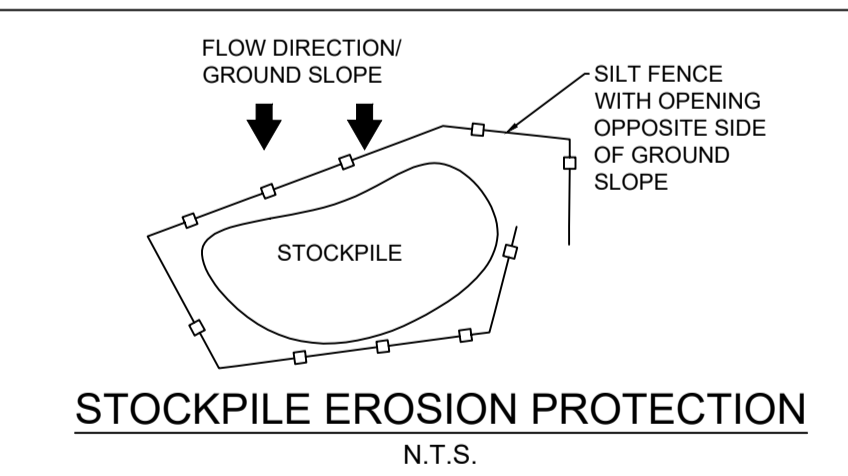 FLOW DIRECTION/
GROUND SLOPE
SILT FENCE
WITH OPENING
OPPOSITE SIDE
OF GROUND
SLOPE
STOCKPILE
STOCKPILE EROSION PROTECTION
N.T.S.